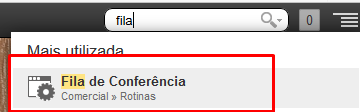 fila
0
Mais utilizada
Fila de Conferência
Comercial » Rotinas